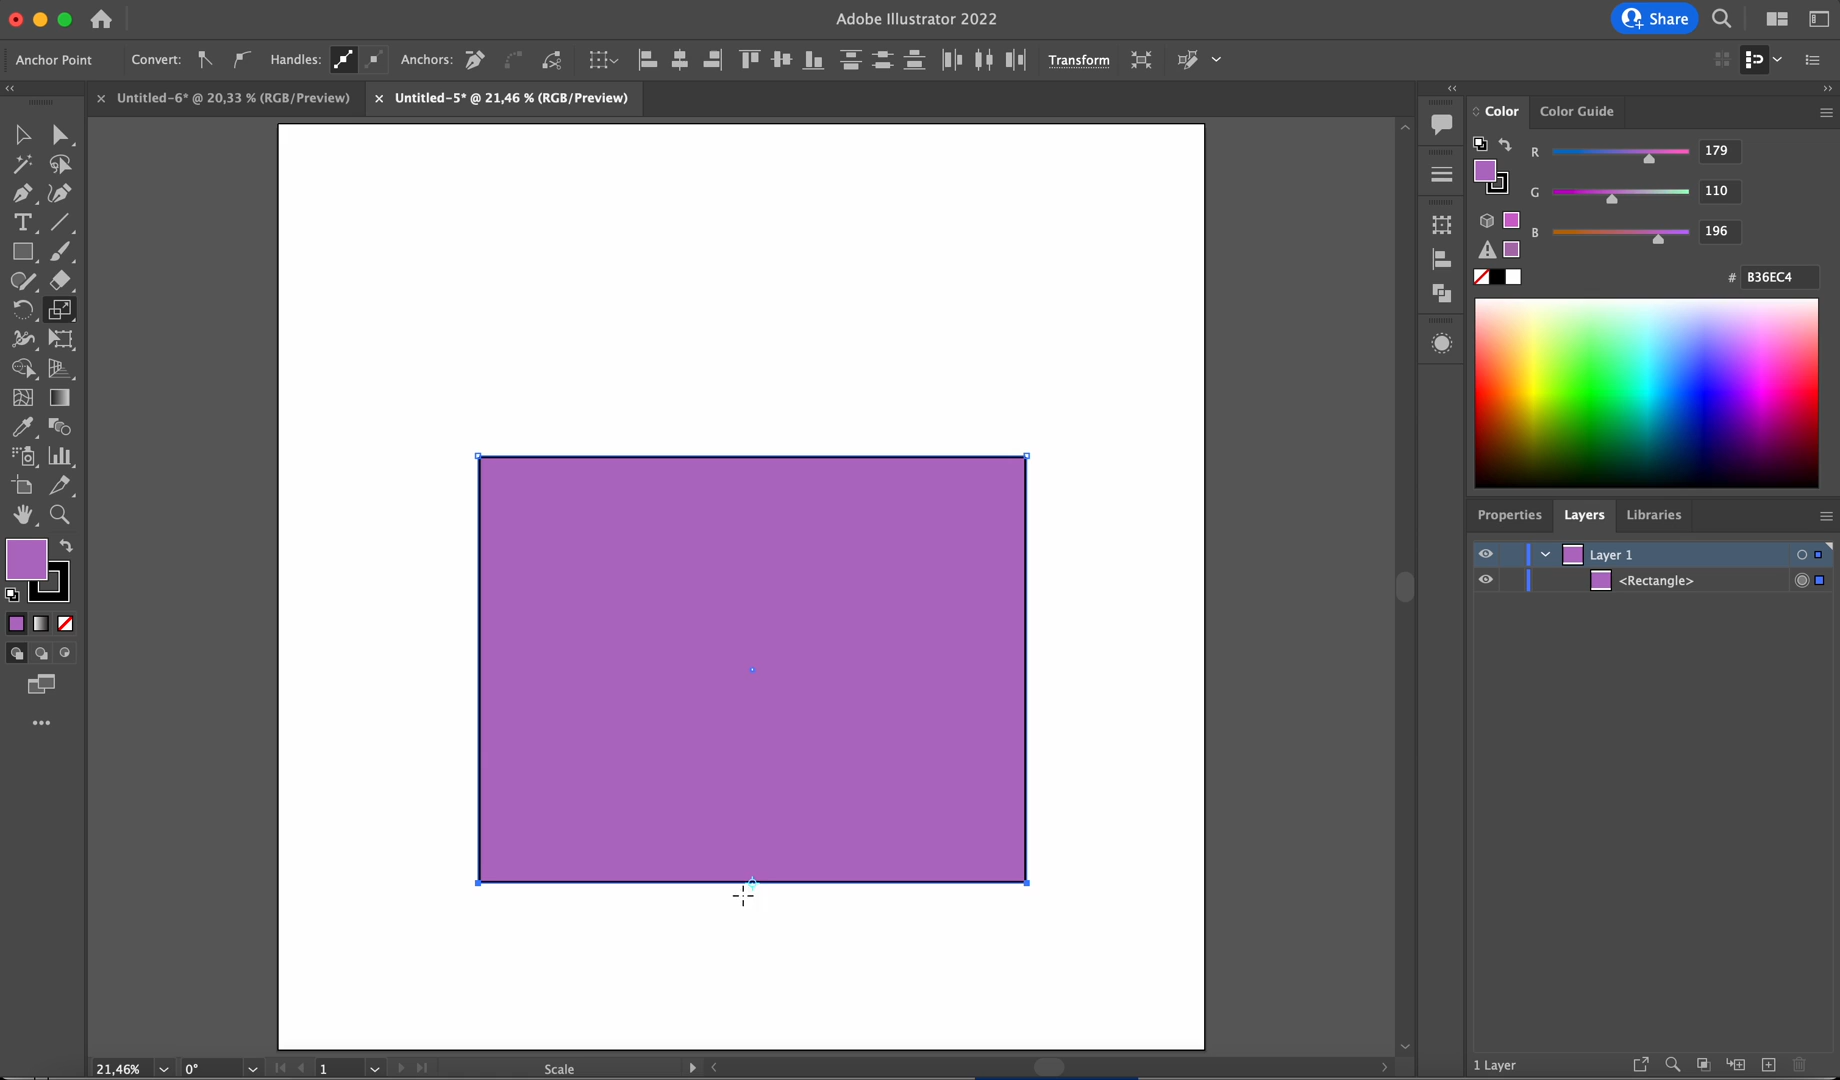 Adobe Illustrator 2022
Share
Anchor Point Convert: Handles: Anchors: Transform
Untitled-6* @ 20,33 % (RGB/Preview) Untitled-5* @ 21,46 % (RGB/Preview)
Color Color Guide
R 179
G 110
B 196
# B36EC4
Properties Layers Libraries
Layer 1
<Rectangle>
21,46% 0° 1 Scale
1 Layer